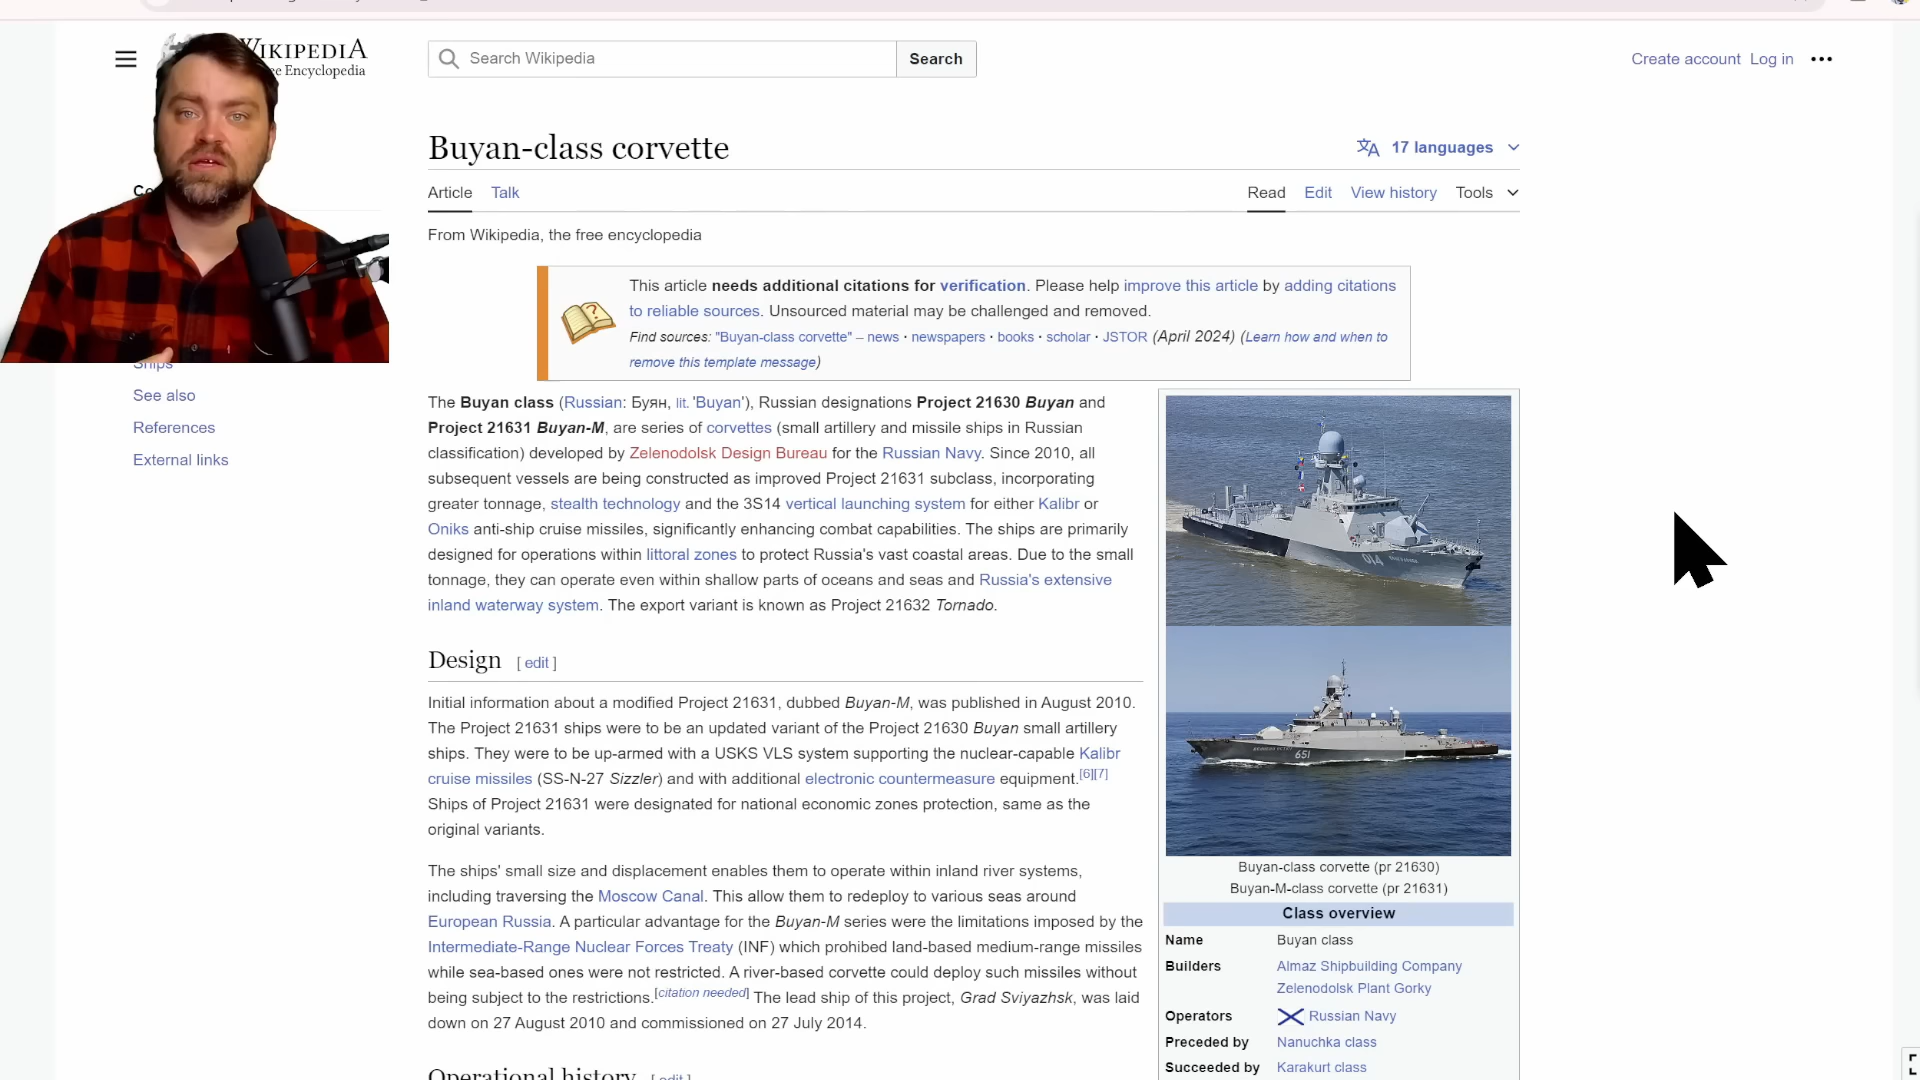 WIKIPEDIA
Encyclopedia
Search Wikipedia
Search
Create account Log in
Buyan-class corvette
17 languages
Article Talk
Read Edit View history Tools
From Wikipedia, the free encyclopedia
This article needs additional citations for verification. Please help improve this article by adding citations
to reliable sources. Unsourced material may be challenged and removed.
Find sources: "Buyan-class corvette" – news · newspapers · books · scholar · JSTOR (April 2024) (Learn how and when to
remove this template message)
Ships
See also
References
External links
The Buyan class (Russian: Буян, lit. 'Buyan'), Russian designations Project 21630 Buyan and
Project 21631 Buyan-M, are series of corvettes (small artillery and missile ships in Russian
classification) developed by Zelenodolsk Design Bureau for the Russian Navy. Since 2010, all
subsequent vessels are being constructed as improved Project 21631 subclass, incorporating
greater tonnage, stealth technology and the 3S14 vertical launching system for either Kalibr or
Oniks anti-ship cruise missiles, significantly enhancing combat capabilities. The ships are primarily
designed for operations within littoral zones to protect Russia's vast coastal areas. Due to the small
tonnage, they can operate even within shallow parts of oceans and seas and Russia's extensive
inland waterway system. The export variant is known as Project 21632 Tornado.
Design [ edit ]
Initial information about a modified Project 21631, dubbed Buyan-M, was published in August 2010.
The Project 21631 ships were to be an updated variant of the Project 21630 Buyan small artillery
ships. They were to be up-armed with a USKS VLS system supporting the nuclear-capable Kalibr
cruise missiles (SS-N-27 Sizzler) and with additional electronic countermeasure equipment.[6][7]
Ships of Project 21631 were designated for national economic zones protection, same as the
original variants.
The ships' small size and displacement enables them to operate within inland river systems,
including traversing the Moscow Canal. This allow them to redeploy to various seas around
European Russia. A particular advantage for the Buyan-M series were the limitations imposed by the
Intermediate-Range Nuclear Forces Treaty (INF) which prohibed land-based medium-range missiles
while sea-based ones were not restricted. A river-based corvette could deploy such missiles without
being subject to the restrictions.[citation needed] The lead ship of this project, Grad Sviyazhsk, was laid
down on 27 August 2010 and commissioned on 27 July 2014.
Operational history [ edit ]
014
651
Buyan-class corvette (pr 21630)
Buyan-M-class corvette (pr 21631)
Class overview
Name Buyan class
Builders Almaz Shipbuilding Company
Zelenodolsk Plant Gorky
Operators Russian Navy
Preceded by Nanuchka class
Succeeded by Karakurt class